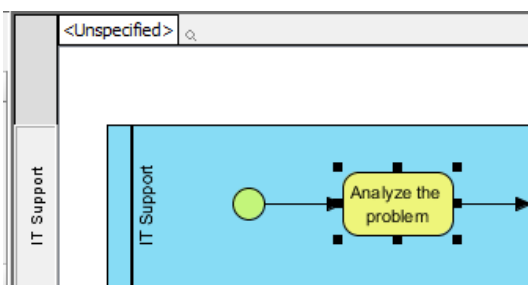 <Unspecified>
IT Support
IT Support
Analyze the
problem